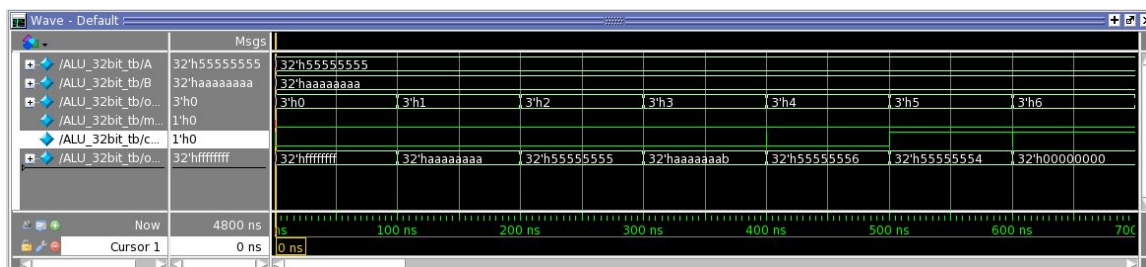 Wave - Default
Msgs
/ALU_32bit_tb/A 32'h55555555 32'h55555555
/ALU_32bit_tb/B 32'haaaaaaaa 32'haaaaaaaa
/ALU_32bit_tb/o... 3'h0 3'h0 3'h1 3'h2 3'h3 3'h4 3'h5 3'h6
/ALU_32bit_tb/m... 1'h0
/ALU_32bit_tb/c... 1'h0
/ALU_32bit_tb/o... 32'hffffffff 32'hffffffff 32'haaaaaaaa 32'h55555555 32'haaaaaaab 32'h55555556 32'h55555554 32'h00000000
Now 4800 ns ns 100 ns 200 ns 300 ns 400 ns 500 ns 600 ns 700
Cursor 1 0 ns 0 ns